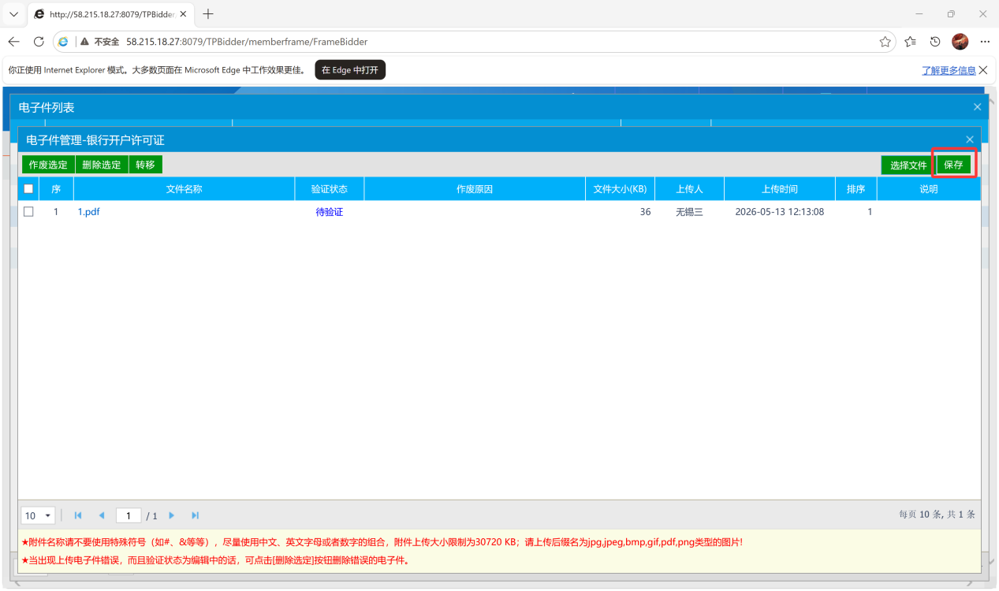 http://58.215.18.27:8079/TPBidder
不安全 58.215.18.27:8079/TPBidder/memberframe/FrameBidder
你正使用 Internet Explorer 模式。大多数页面在 Microsoft Edge 中工作效果更佳。 在 Edge 中打开 了解更多信息
电子件列表
电子件管理-银行开户许可证
作废选定 删除选定 转移 选择文件 保存
序 文件名称 验证状态 作废原因 文件大小(KB) 上传人 上传时间 排序 说明
1 1.pdf 待验证 36 无锡三 2026-05-13 12:13:08 1
10 1 / 1 每页 10 条, 共 1 条
★附件名称请不要使用特殊符号（如#、&等等），尽量使用中文、英文字母或者数字的组合，附件上传大小限制为30720 KB；请上传后缀名为jpg,jpeg,bmp,gif,pdf,png类型的图片!
★当出现上传电子件错误，而且验证状态为编辑中的话，可点击[删除选定]按钮删除错误的电子件。